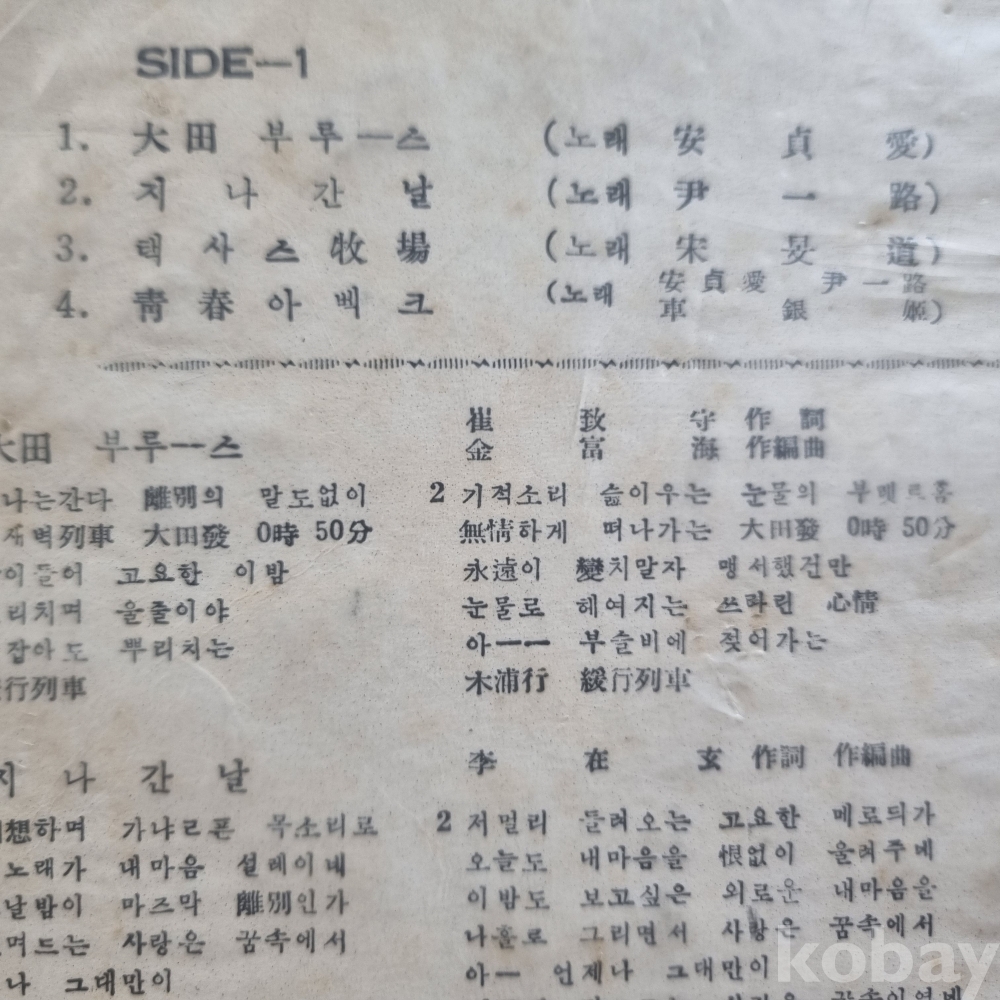 SIDE—1
1. 大田 부루—스 (노래 安貞愛)
2. 지나간날 (노래 尹一路)
3. 택사스牧場 (노래 宋旻道)
4. 靑春아벡크 (노래 安貞愛 尹一路 車銀姬)
大田 부루—스
崔致守 作詞
金富海 作編曲
나는간다 離別의 말도없이
새벽列車 大田發 0時 50分
이들어 고요한 이밤
리치며 울줄이야
잡아도 뿌리치는
行列車
2 기적소리 슲이우는 눈물의 부렛트홈
無情하게 떠나가는 大田發 0時 50分
永遠이 變치말자 맹서했건만
눈물로 헤여지는 쓰라린 心情
아—— 부슬비에 젖어가는
木浦行 緩行列車
지나간날
李在玄 作詞 作編曲
想하며 가냐르픈 목소리로
노래가 내마음 설레이네
날밤이 마즈막 離別인가
며드는 사랑은 꿈속에서
나 그대만이
2 저멀리 들려오는 고요한 메로듸가
오늘도 내마음을 恨없이 울려주네
이밤도 보고싶은 외로운 내마음을
나홀로 그리면서 사랑은 꿈속에서
아— 언제나 그대만이
kobay